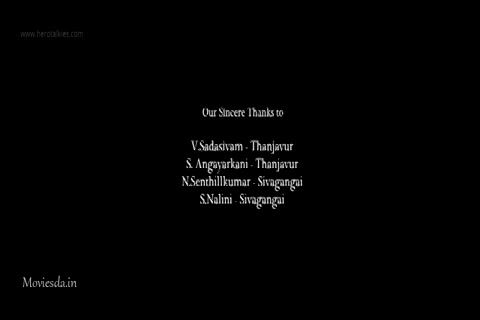 www.herotalkies.com
Our Sincere Thanks to
V.Sadasivam - Thanjavur
S. Angayarkani - Thanjavur
N.Senthillkumar - Sivagangai
S.Nalini - Sivagangai
Moviesda.in